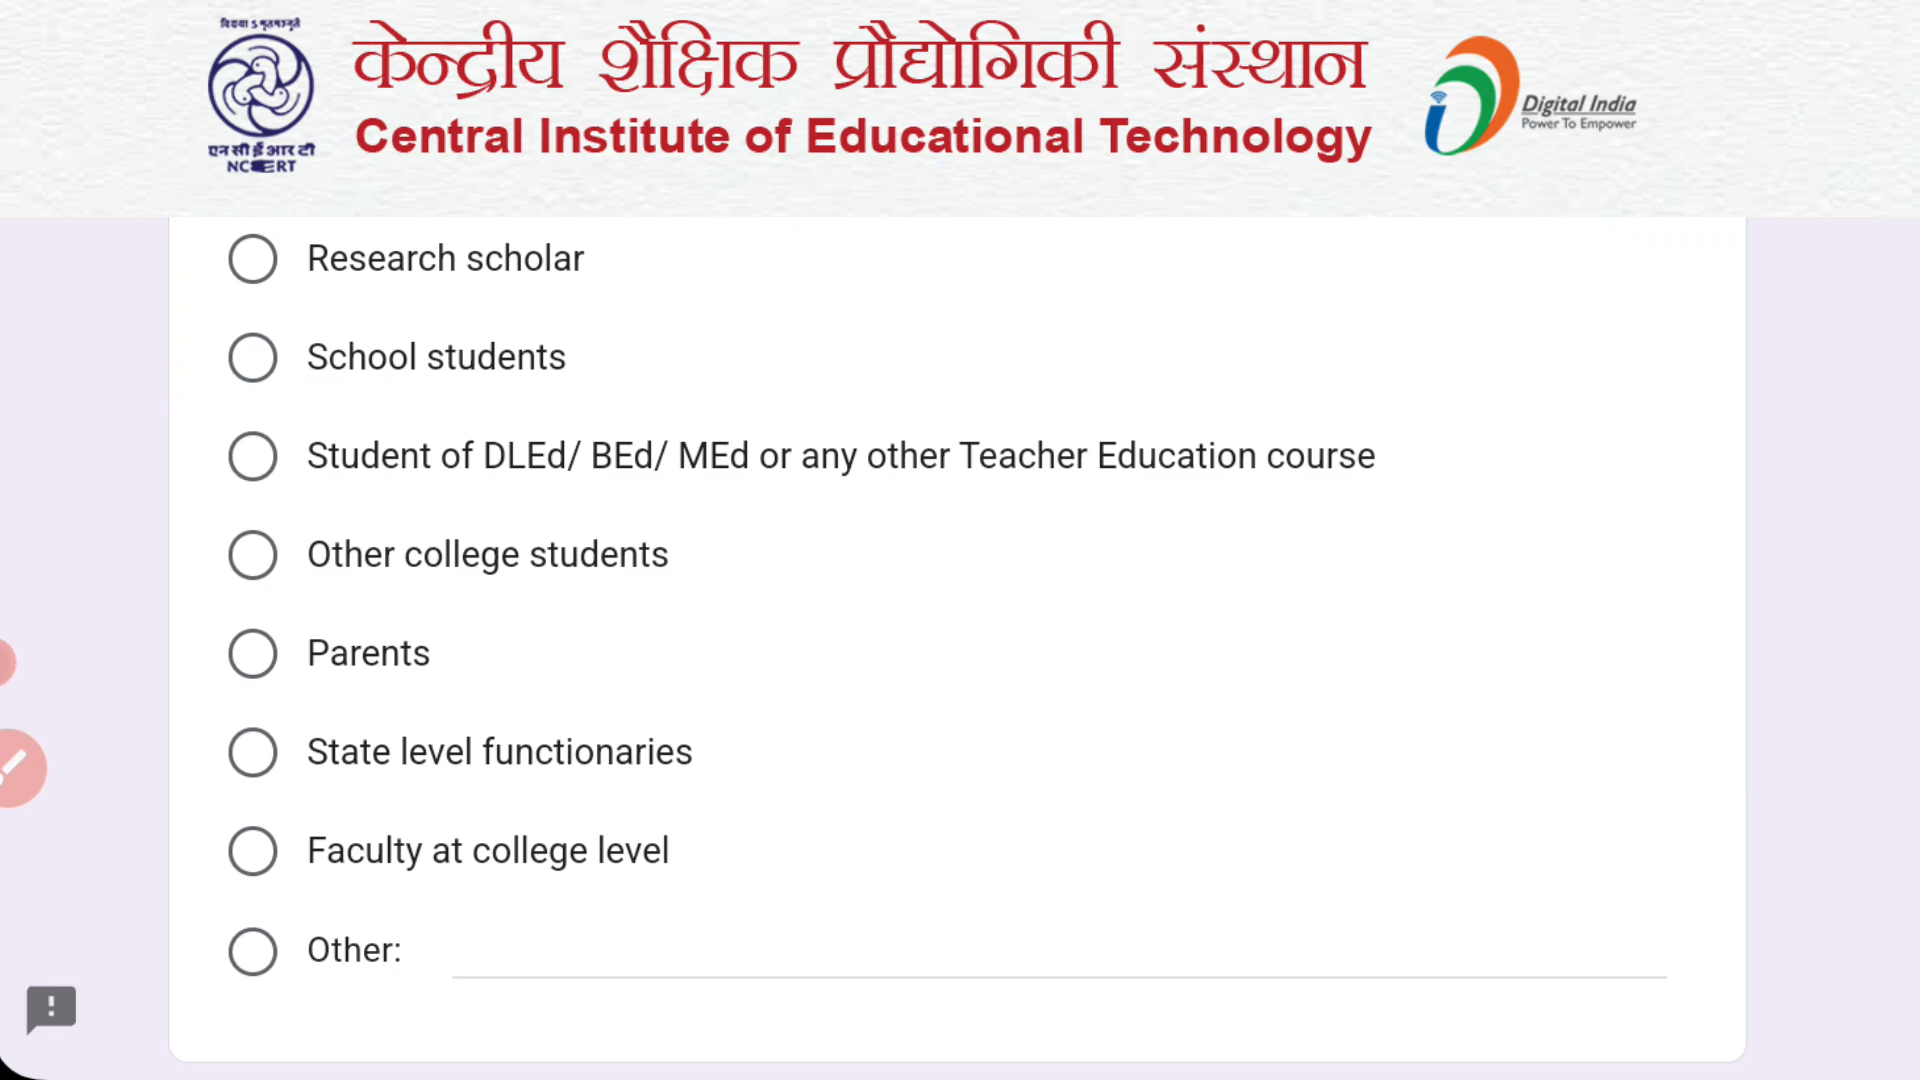 केन्द्रीय शैक्षिक प्रौद्योगिकी संस्थान
Central Institute of Educational Technology
एन सी ई आर टी
NCERT
Digital India
Power To Empower
Research scholar
School students
Student of DLEd/ BEd/ MEd or any other Teacher Education course
Other college students
Parents
State level functionaries
Faculty at college level
Other: